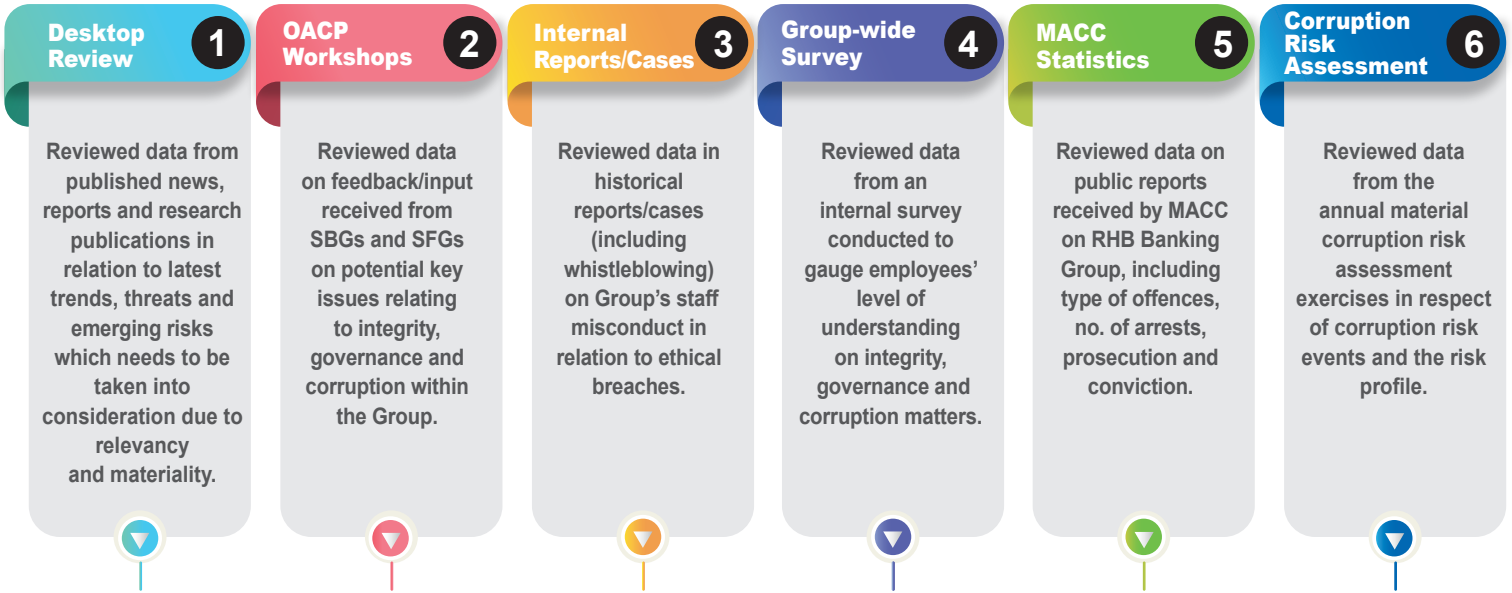 Desktop
Review
1
Reviewed data from
published news,
reports and research
publications in
relation to latest
trends, threats and
emerging risks
which needs to be
taken into
consideration due to
relevancy
and materiality.
OACP
Workshops
2
Reviewed data
on feedback/input
received from
SBGs and SFGs
on potential key
issues relating
to integrity,
governance and
corruption within
the Group.
Internal
Reports/Cases
3
Reviewed data in
historical
reports/cases
(including
whistleblowing)
on Group's staff
misconduct in
relation to ethical
breaches.
Group-wide
Survey
4
Reviewed data
from an
internal survey
conducted to
gauge employees'
level of
understanding
on integrity,
governance and
corruption matters.
MACC
Statistics
5
Reviewed data on
public reports
received by MACC
on RHB Banking
Group, including
type of offences,
no. of arrests,
prosecution and
conviction.
Corruption
Risk
Assessment
6
Reviewed data
from the
annual material
corruption risk
assessment
exercises in respect
of corruption risk
events and the risk
profile.